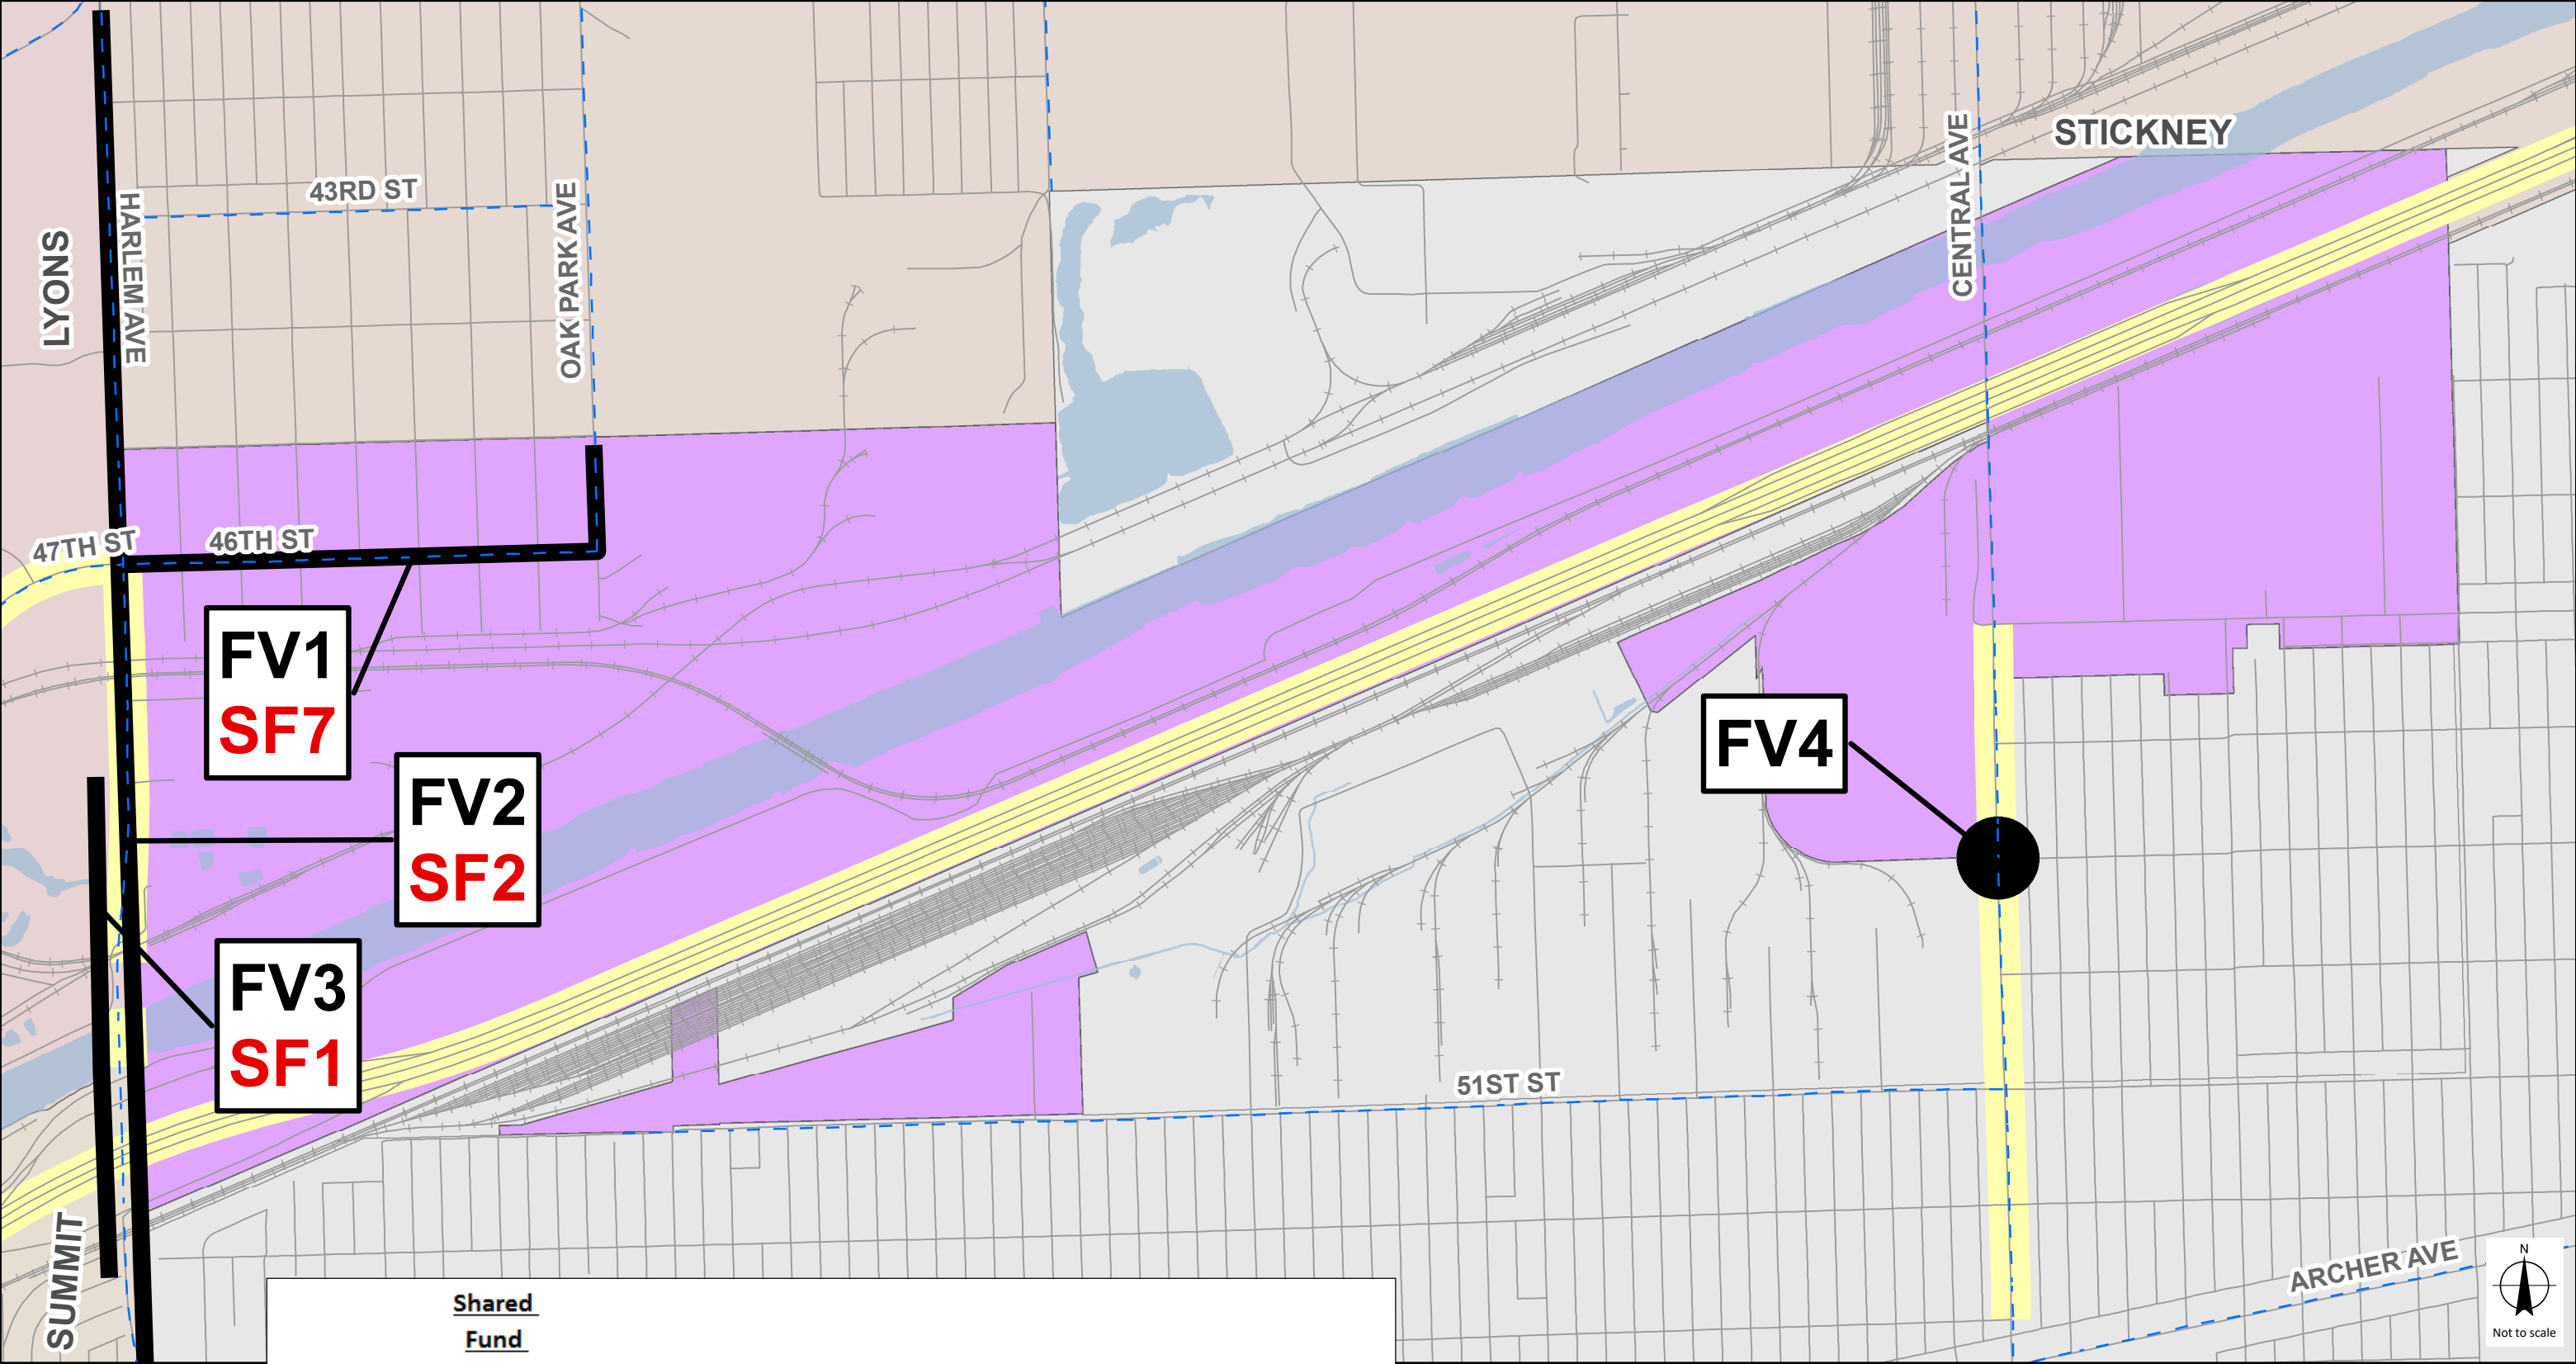 STICKNEY
CENTRAL AVE
43RD ST
HARLEM AVE
OAK PARK AVE
LYONS
47TH ST
46TH ST
FV1
SF7
FV2
SF2
FV4
FV3
SF1
51ST ST
SUMMIT
ARCHER AVE
Shared
Fund
N
Not to scale